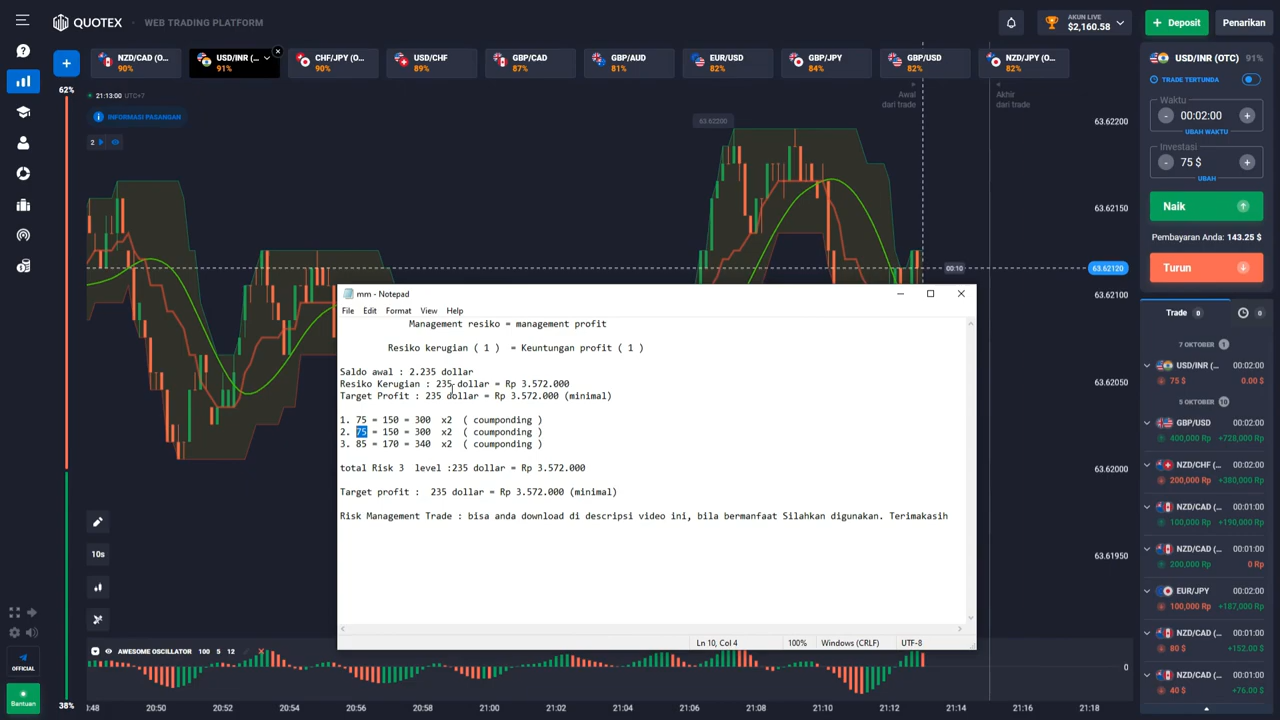 QUOTEX
WEB TRADING PLATFORM
AKUN LIVE
$2,160.58
+ Deposit
Penarikan
NZD/CAD (O...
90%
USD/INR (...
91%
CHF/JPY (O...
90%
USD/CHF
89%
GBP/CAD
87%
GBP/AUD
81%
EUR/USD
82%
GBP/JPY
84%
GBP/USD
82%
NZD/JPY (O...
82%
62%
21:13:00 UTC+7
INFORMASI PASANGAN
2
63.62200
Awal
dari trade
Akhir
dari trade
63.62200
63.62150
63.62120
63.62100
63.62050
63.62000
63.61950
00:10
USD/INR (OTC) 91%
TRADE TERTUNDA
Waktu
- 00:02:00 +
UBAH WAKTU
Investasi
- 75 $ +
UBAH
Naik
Pembayaran Anda: 143.25 $
Turun
Trade 0
0
7 OKTOBER 1
USD/INR (... 00:02:00
75 $ 0.00 $
5 OKTOBER 10
GBP/USD 00:02:00
400,000 Rp +728,000 Rp
NZD/CHF (... 00:02:00
200,000 Rp +380,000 Rp
NZD/CAD (... 00:02:00
100,000 Rp +190,000 Rp
NZD/CAD (... 00:01:00
200,000 Rp 0 Rp
EUR/JPY 00:02:00
100,000 Rp +187,000 Rp
NZD/CAD (... 00:01:00
80 $ +152.00 $
NZD/CAD (... 00:01:00
40 $ +76.00 $
mm - Notepad
File Edit Format View Help
Management resiko = management profit
Resiko kerugian ( 1 ) = Keuntungan profit ( 1 )
Saldo awal : 2.235 dollar
Resiko Kerugian : 235 dollar = Rp 3.572.000
Target Profit : 235 dollar = Rp 3.572.000 (minimal)
1. 75 = 150 = 300 x2 ( coumponding )
2. 75 = 150 = 300 x2 ( coumponding )
3. 85 = 170 = 340 x2 ( coumponding )
total Risk 3 level :235 dollar = Rp 3.572.000
Target profit : 235 dollar = Rp 3.572.000 (minimal)
Risk Management Trade : bisa anda download di descripsi video ini, bila bermanfaat Silahkan digunakan. Terimakasih
Ln 10, Col 4 100% Windows (CRLF) UTF-8
10s
AWESOME OSCILLATOR 100 5 12
0
OFFICIAL
Bantuan
38%
0:48 20:50 20:52 20:54 20:56 20:58 21:00 21:02 21:04 21:06 21:08 21:10 21:12 21:14 21:16 21:18